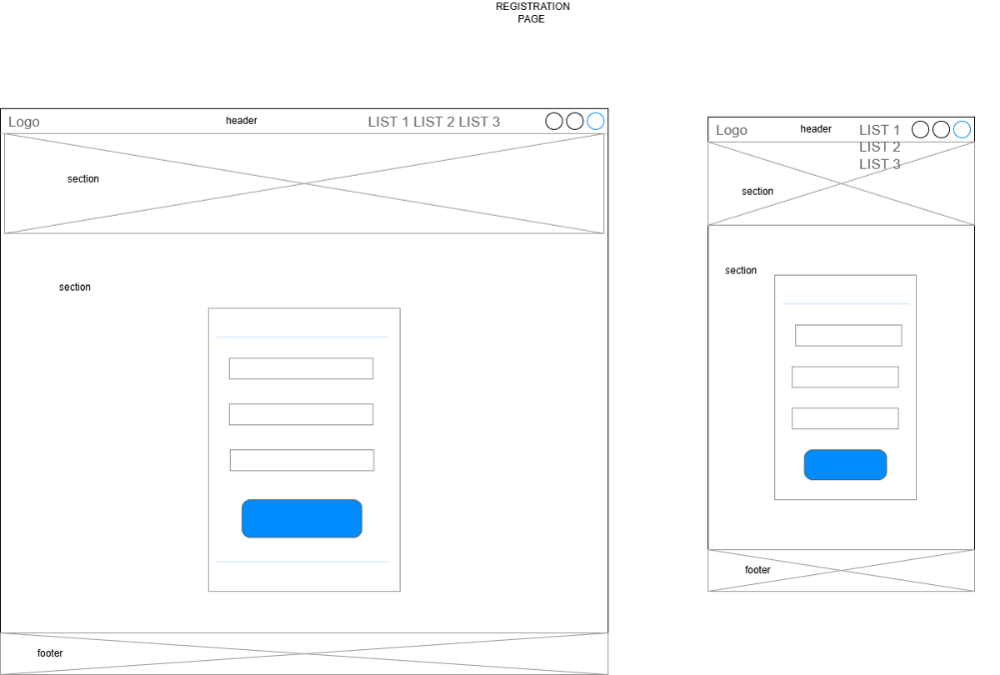 REGISTRATION
PAGE
Logo
header
LIST 1 LIST 2 LIST 3
section
section
footer
Logo
header
LIST 1
LIST 2
LIST 3
section
section
footer